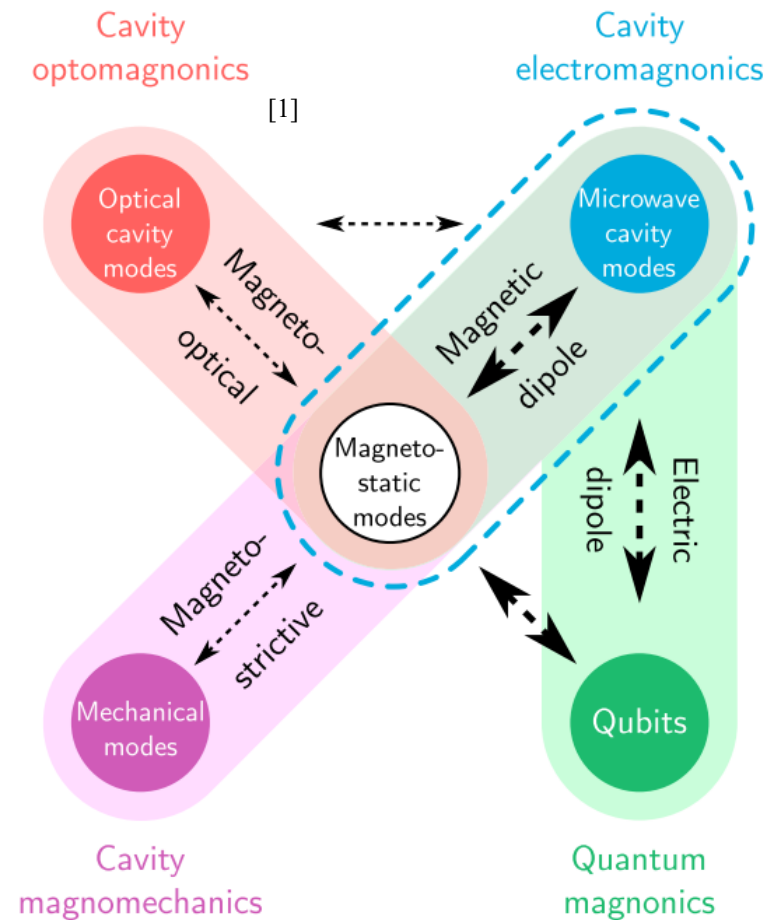 Cavity
optomagnonics
Cavity
electromagnonics
[1]
Optical
cavity
modes
Microwave
cavity
modes
Magneto-
optical
Magnetic
dipole
Magneto-
static
modes
Electric
dipole
Magneto-
strictive
Mechanical
modes
Qubits
Cavity
magnomechanics
Quantum
magnonics